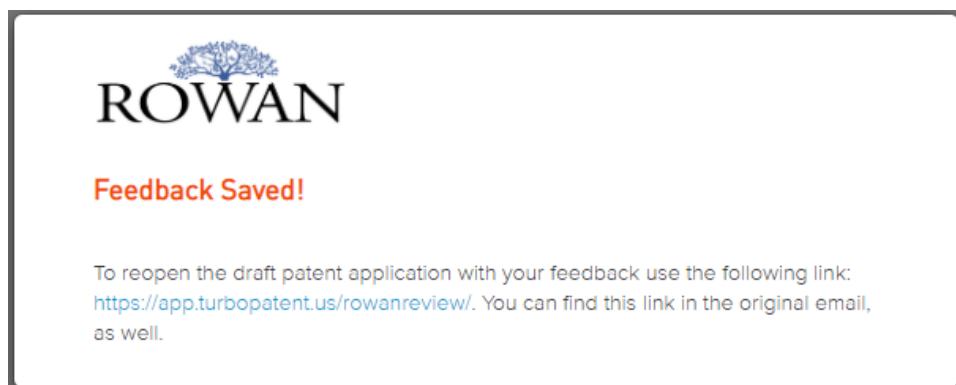 ROWAN
Feedback Saved!
To reopen the draft patent application with your feedback use the following link:
https://app.turbopatent.us/rowanreview/. You can find this link in the original email,
as well.